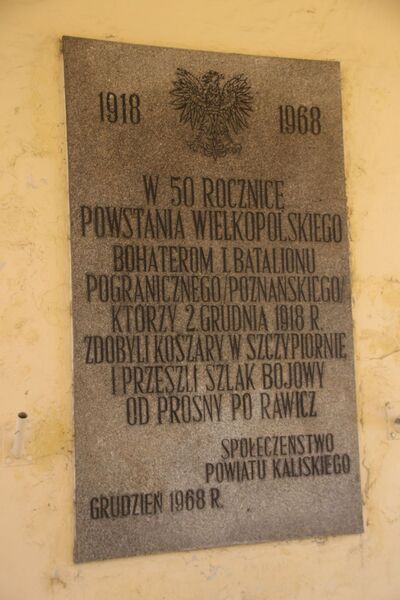 1918 1968
W 50 ROCZNICĘ
POWSTANIA WIELKOPOLSKIEGO
BOHATEROM I BATALIONU
POGRANICZNEGO/POZNAŃSKIEGO/
KTÓRZY 2 GRUDNIA 1918 R.
ZDOBYLI KOSZARY W SZCZYPIORNIE
I PRZESZLI SZLAK BOJOWY
OD PROSNY PO RAWICZ
SPOŁECZEŃSTWO
POWIATU KALISKIEGO
GRUDZIEŃ 1968 R.